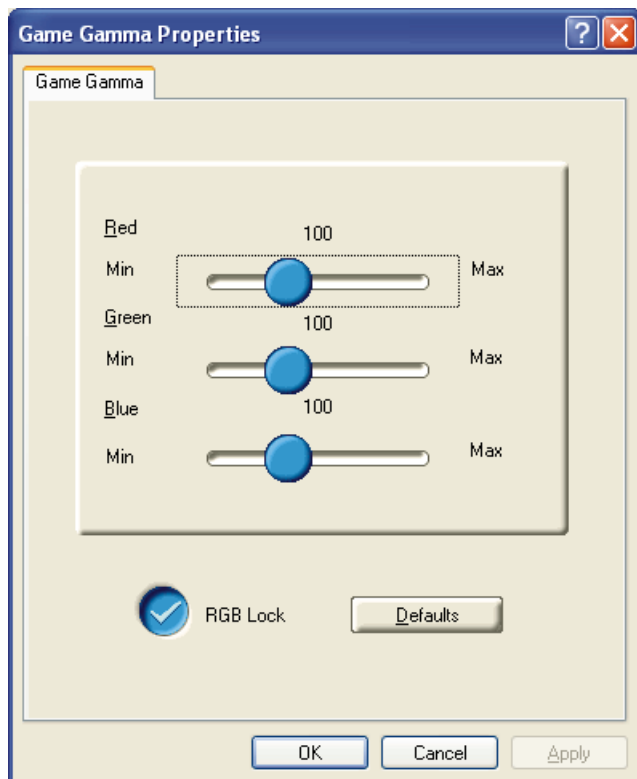 Game Gamma Properties
Game Gamma
Red
100
Min
Max
Green
100
Min
Max
Blue
100
Min
Max
RGB Lock
Defaults
OK
Cancel
Apply